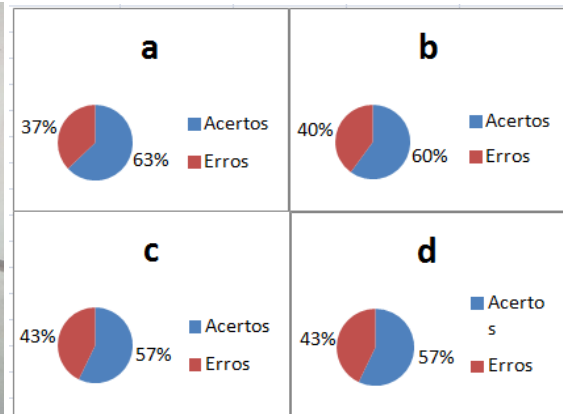 a
Acertos
37%
63%
Erros
b
Acertos
40%
60%
Erros
c
Acertos
43%
57%
Erros
d
Acerto
s
43%
57%
Erros